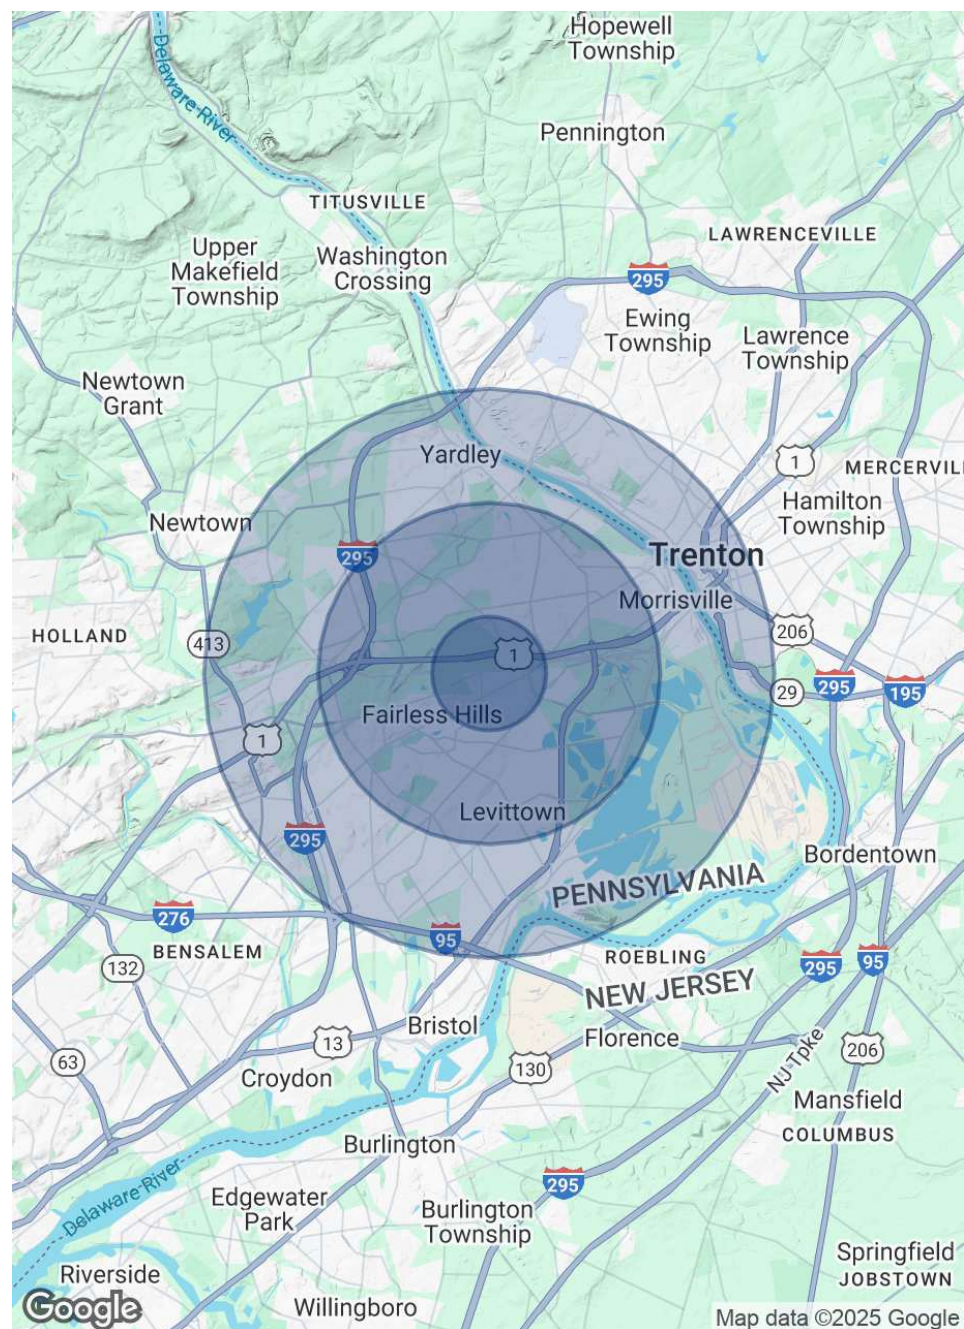 Hopewell
Township
Delaware River
Pennington
TITUSVILLE
LAWRENCEVILLE
Upper
Makefield
Township
Washington
Crossing
295
Ewing
Township
Lawrence
Township
Newtown
Grant
Yardley
1
MERCERVIL
Hamilton
Township
Newtown
295
Trenton
Morrisville
HOLLAND
413
1
206
29
295
195
Fairless Hills
1
Levittown
295
Bordentown
PENNSYLVANIA
276
95
BENSALEM
132
ROEBLING
295
95
NEW JERSEY
Bristol
13
Florence
63
130
206
Croydon
NJ Tpke
Mansfield
COLUMBUS
Burlington
Delaware River
295
Edgewater
Park
Burlington
Township
Springfield
JOBSTOWN
Riverside
Google
Willingboro
Map data ©2025 Google